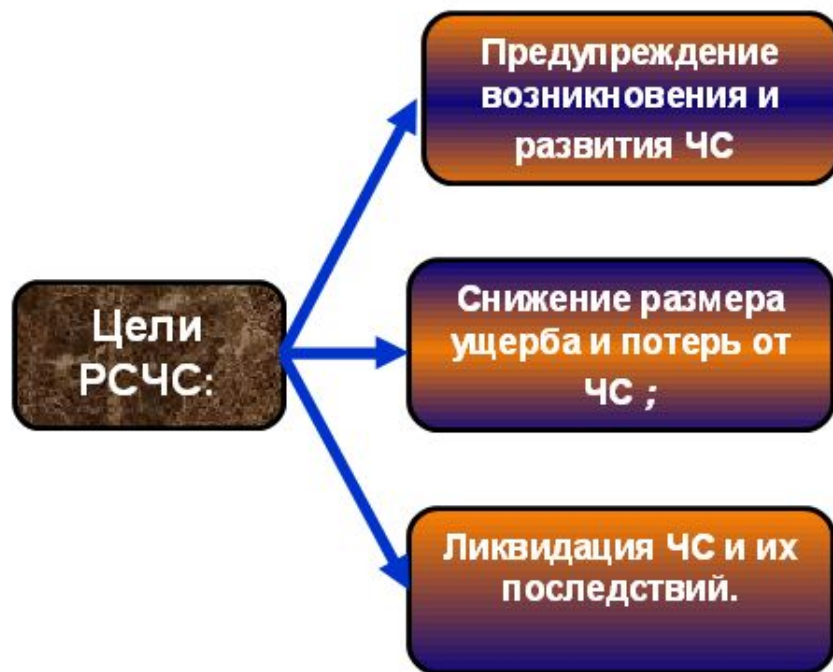 Цели
РСЧС:
Предупреждение
возникновения и
развития ЧС
Снижение размера
ущерба и потерь от
ЧС ;
Ликвидация ЧС и их
последствий.